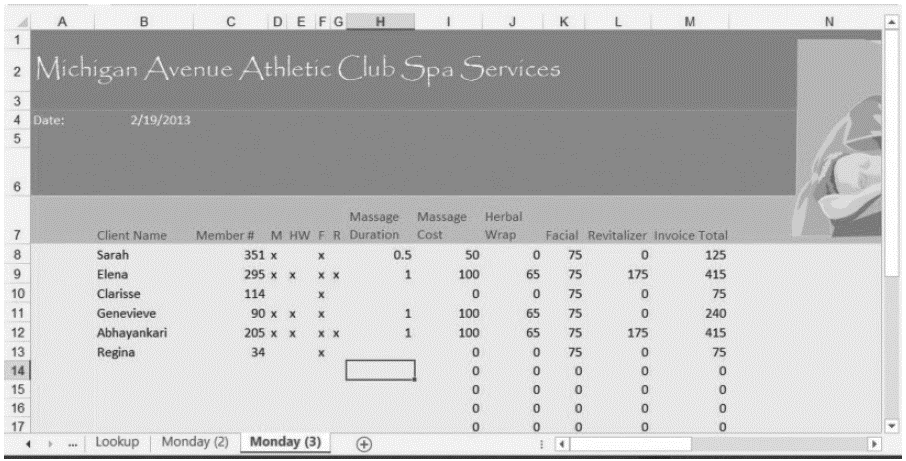 A B C D E F G H I J K L M N
1
2 Michigan Avenue Athletic Club Spa Services
3
4 Date: 2/19/2013
5
6
Massage Massage Herbal
7 Client Name Member # M HW F R Duration Cost Wrap Facial Revitalizer Invoice Total
8 Sarah 351 x x 0.5 50 0 75 0 125
9 Elena 295 x x x x 1 100 65 75 175 415
10 Clarisse 114 x 0 0 75 0 75
11 Genevieve 90 x x x 1 100 65 75 0 240
12 Abhayankari 205 x x x x 1 100 65 75 175 415
13 Regina 34 x 0 0 75 0 75
14 0 0 0 0 0
15 0 0 0 0 0
16 0 0 0 0 0
17 0 0 0 0 0
... Lookup Monday (2) Monday (3)